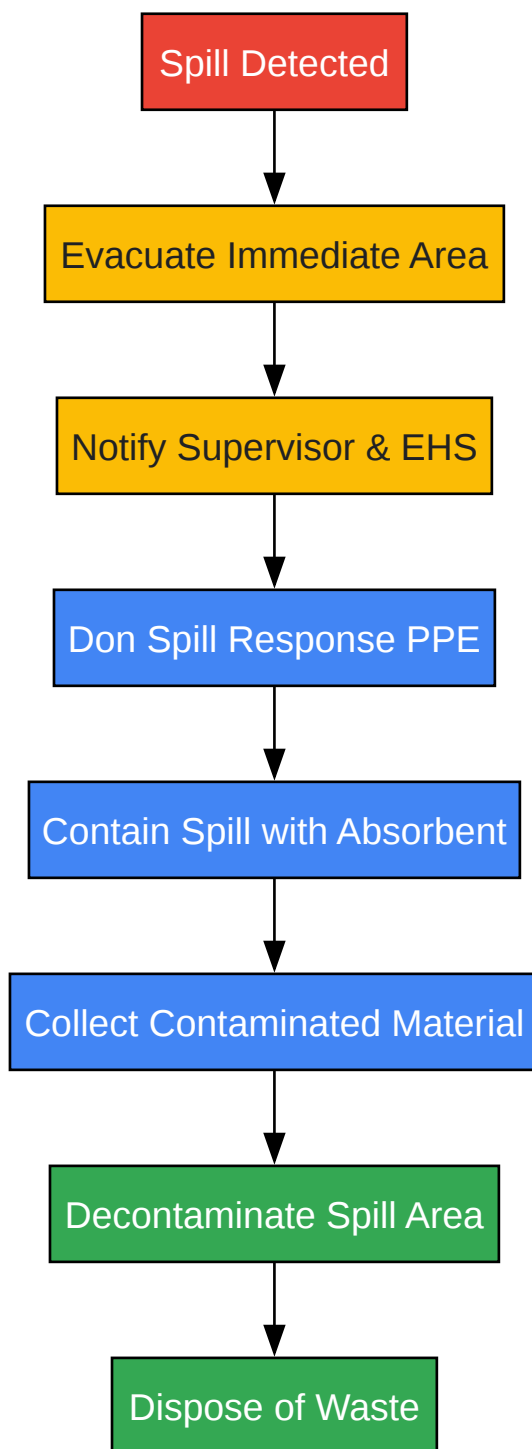 Spill Detected
Evacuate Immediate Area
Notify Supervisor & EHS
Don Spill Response PPE
Contain Spill with Absorbent
Collect Contaminated Material
Decontaminate Spill Area
Dispose of Waste